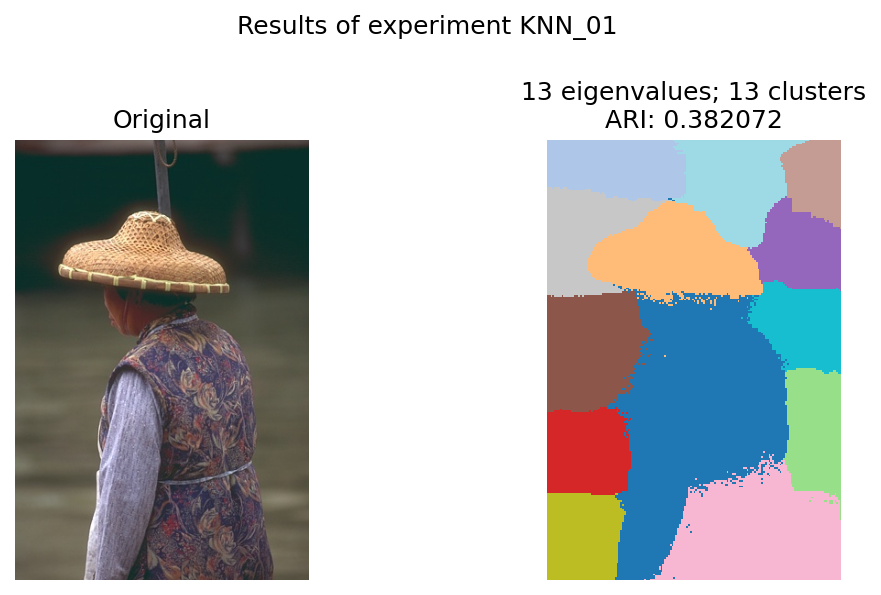 Results of experiment KNN_01
Original
13 eigenvalues; 13 clusters
ARI: 0.382072